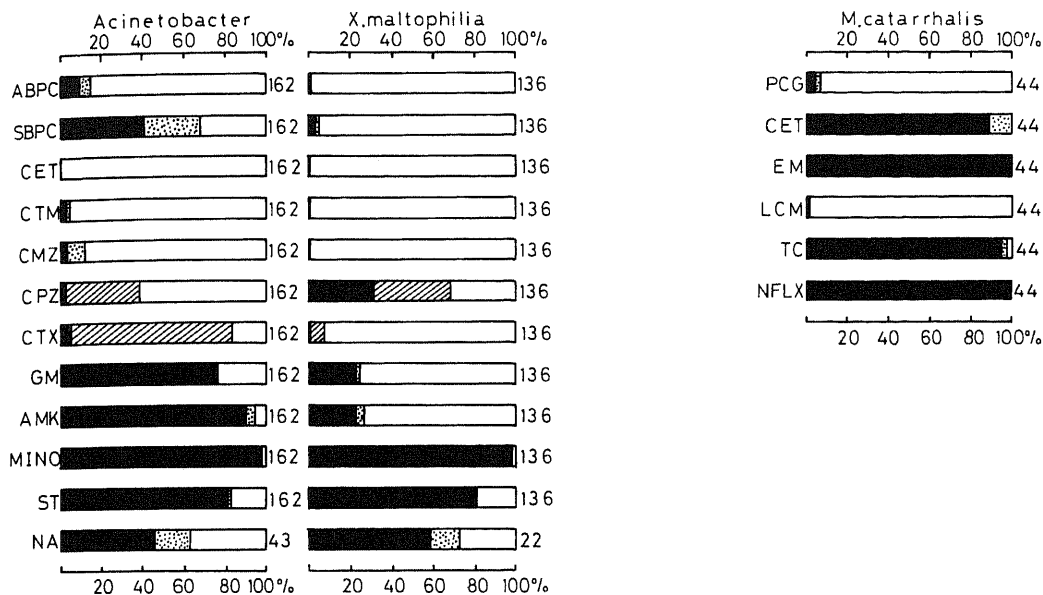 Acinetobacter X.maltophilia M.catarrhalis
20 40 60 80 100% 20 40 60 80 100% 20 40 60 80 100%
ABPC 162 136 PCG 44
SBPC 162 136 CET 44
CET 162 136 EM 44
CTM 162 136 LCM 44
CMZ 162 136 TC 44
CPZ 162 136 NFLX 44
CTX 162 136 20 40 60 80 100%
GM 162 136
AMK 162 136
MINO 162 136
ST 162 136
NA 43 22
20 40 60 80 100% 20 40 60 80 100%